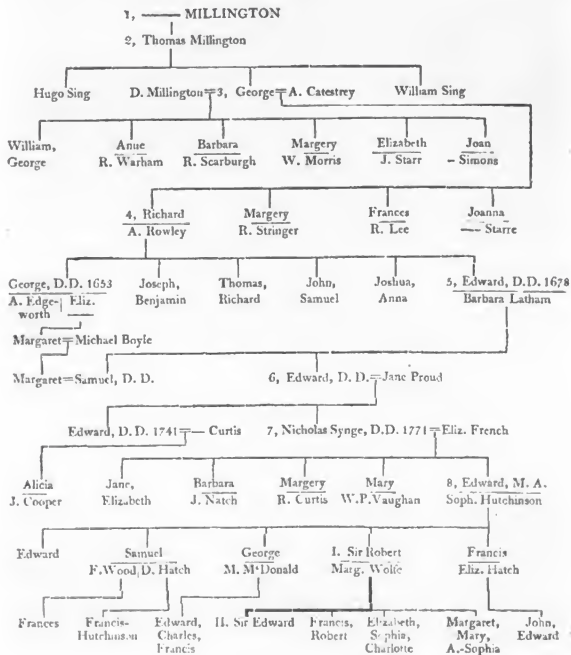 1, —— MILLINGTON
2, Thomas Millington
Hugo Sing D. Millington=3, George=A. Catestrey William Sing
William, Anne Barbara Margery Elizabeth Joan
George R. Warham R. Scarburgh W. Morris J. Starr – Simons
4, Richard Margery Frances Joanna
A. Rowley R. Stringer R. Lee — Starre
George, D.D. 1653 Joseph, Thomas, John, Joshua, 5, Edward, D.D. 1678
A. Edge- Eliz. Benjamin Richard Samuel Anna Barbara Latham
worth ——
Margaret=Michael Boyle
Margaret=Samuel, D. D. 6, Edward, D. D.=Jane Proud
Edward, D.D. 1741=— Curtis 7, Nicholas Synge, D.D. 1771=Eliz. French
Alicia Jane, Barbara Margery Mary 8, Edward, M. A.
J. Cooper Elizabeth J. Natch R. Curtis W.P. Vaughan Soph. Hutchinson
Edward Samuel George I. Sir Robert Francis
F. Wood, D. Hatch M. M'Donald Marg. Wolfe Eliz. Hatch
Frances Francis- Edward, II. Sir Edward Francis, Elizabeth, Margaret, John,
Hutchinson Charles, Robert Sophia, Mary, Edward
Francis Charlotte A.-Sophia